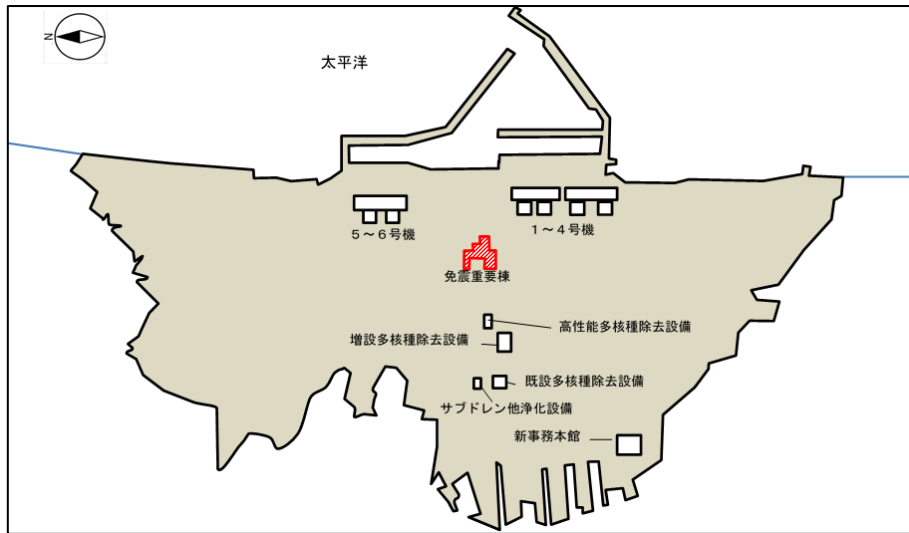 N
太平洋
5~6号機
1~4号機
免震重要棟
高性能多核種除去設備
増設多核種除去設備
既設多核種除去設備
サブドレン他浄化設備
新事務本館